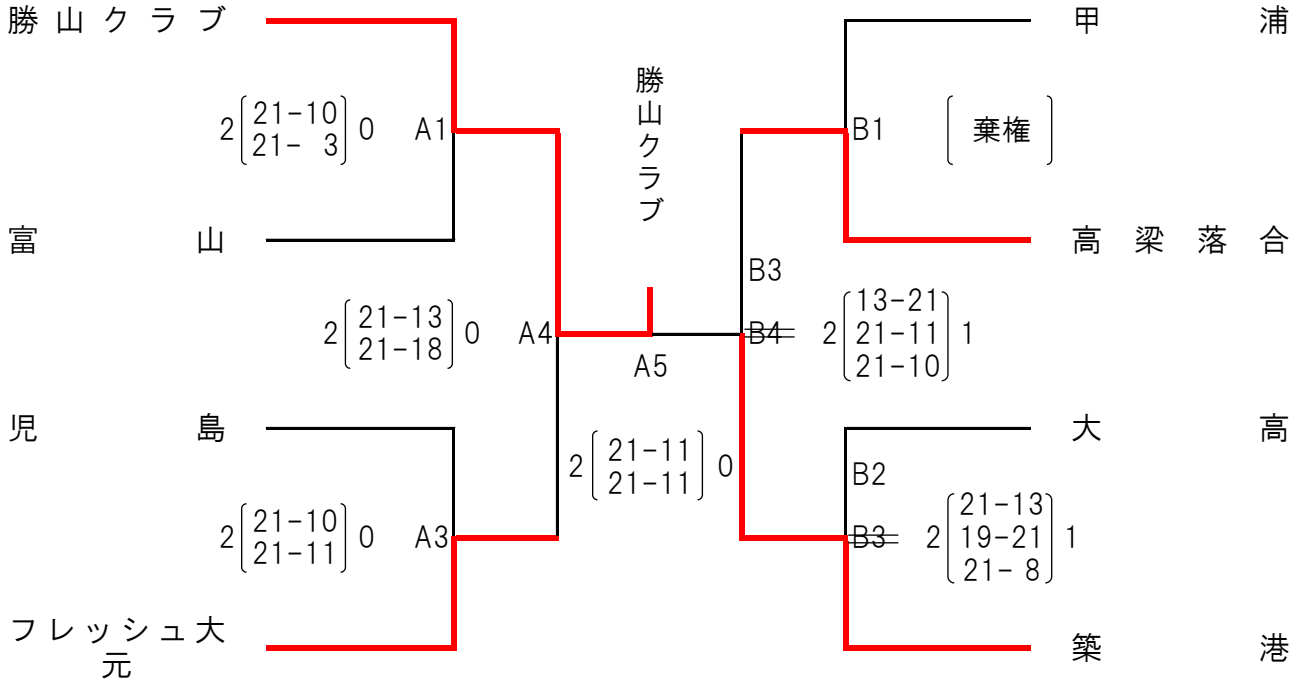 勝山クラブ
甲浦
勝山クラブ
2 21-10 0 A1
21- 3
B1 棄権
富山
高梁落合
B3
2 21-13 0 A4
21-18
B4 2 13-21 1
21-11
21-10
A5
児島
大高
2 21-11 0
21-11
B2
2 21-10 0 A3
21-11
B3 2 21-13 1
19-21
21- 8
フレッシュ大
元
築港